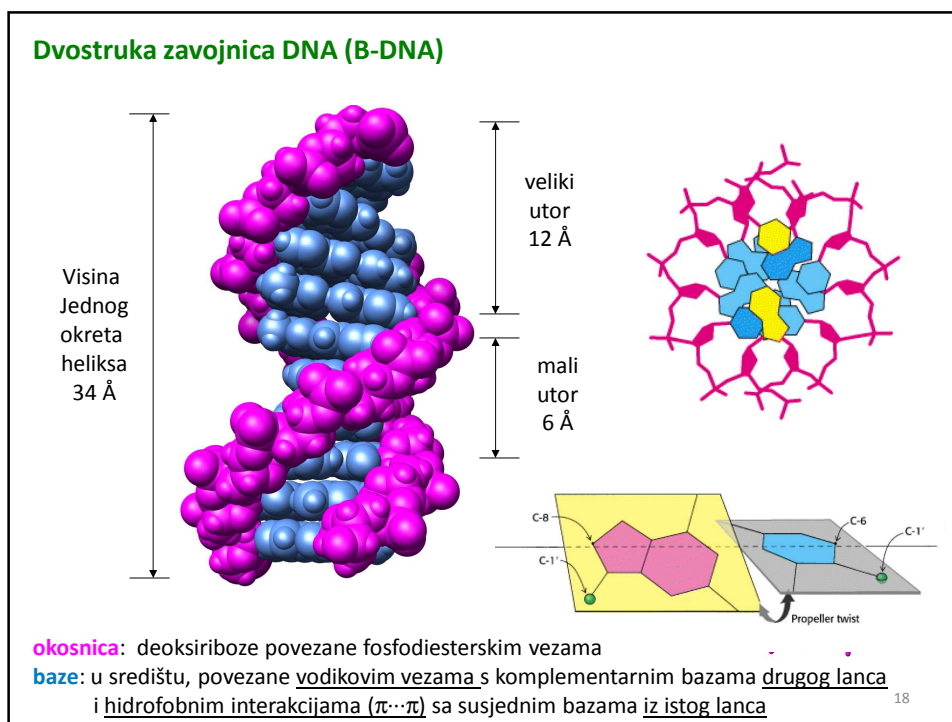 Dvostruka zavojnica DNA (B-DNA)
Visina
Jednog
okreta
heliksa
34 Å
veliki
utor
12 Å
mali
utor
6 Å
C-8
C-1'
C-6
C-1'
Propeller twist
okosnica: deoksiriboze povezane fosfodiesterskim vezama
baze: u središtu, povezane vodikovim vezama s komplementarnim bazama drugog lanca
i hidrofobnim interakcijama (π···π) sa susjednim bazama iz istog lanca
18